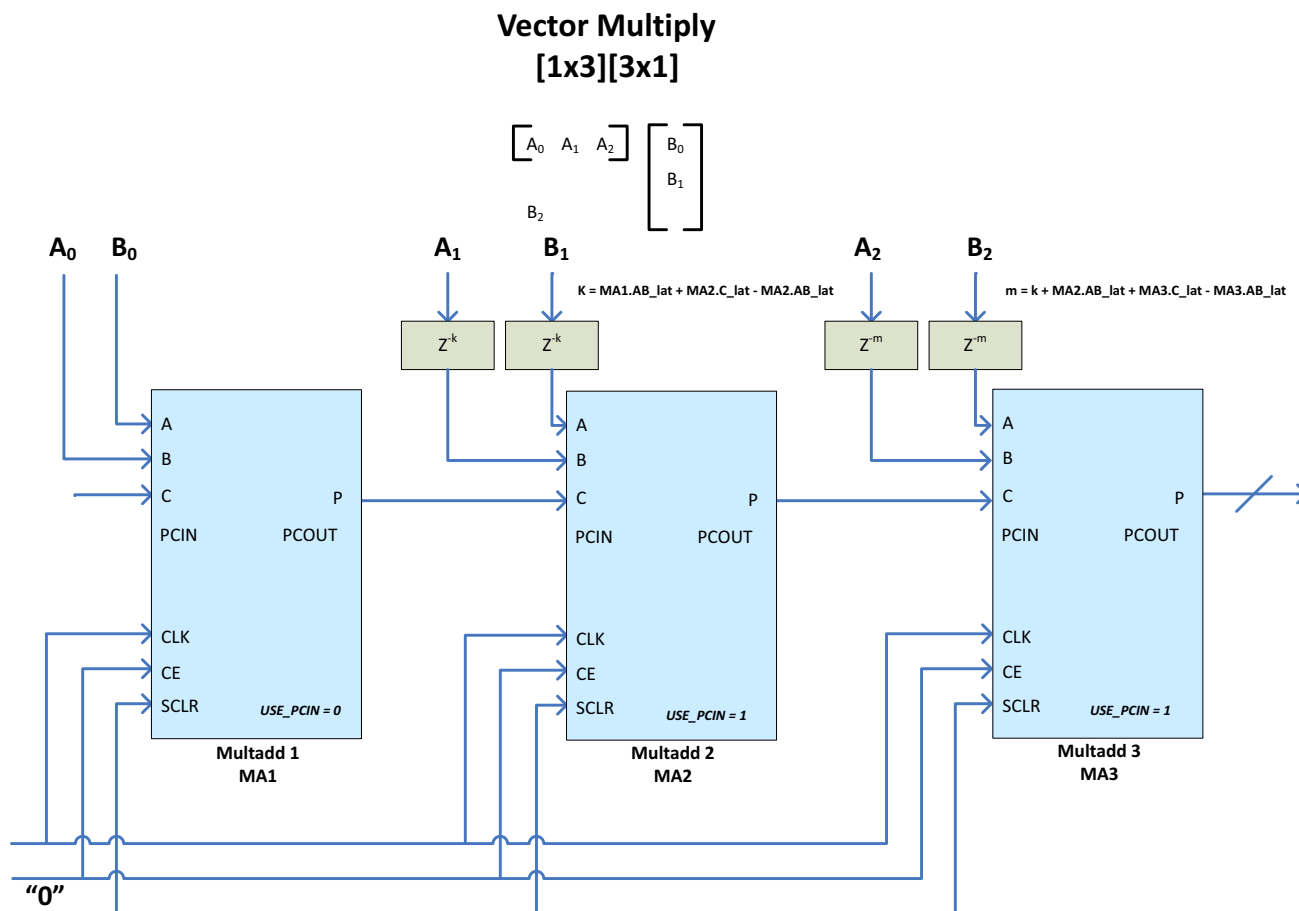 Vector Multiply
[1x3][3x1]
A0 A1 A2 B0
B1
B2
A0 B0 A1 B1 A2 B2
K = MA1.AB_lat + MA2.C_lat - MA2.AB_lat
m = k + MA2.AB_lat + MA3.C_lat - MA3.AB_lat
Z-k Z-k Z-m Z-m
A
B
C P
PCIN PCOUT
CLK
CE
SCLR USE_PCIN = 0
Multadd 1
MA1
A
B
C P
PCIN PCOUT
CLK
CE
SCLR USE_PCIN = 1
Multadd 2
MA2
A
B
C P
PCIN PCOUT
CLK
CE
SCLR USE_PCIN = 1
Multadd 3
MA3
“0”